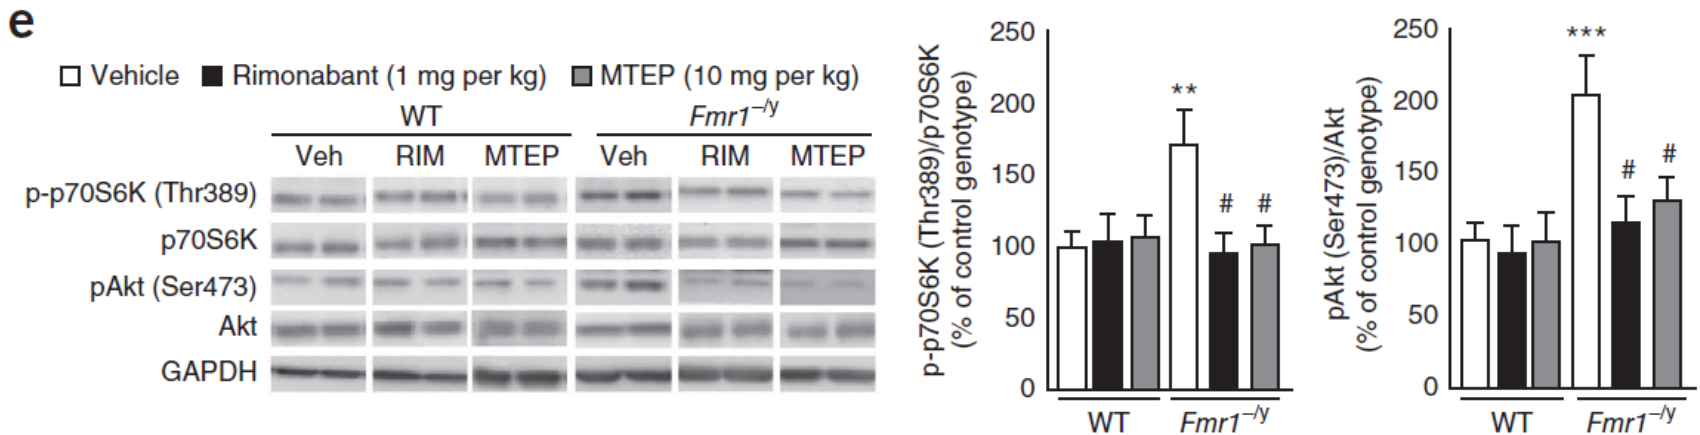 e
Vehicle Rimonabant (1 mg per kg) MTEP (10 mg per kg)
WT Fmr1⁻/ʸ
Veh RIM MTEP Veh RIM MTEP
p-p70S6K (Thr389)
p70S6K
pAkt (Ser473)
Akt
GAPDH
p-p70S6K (Thr389)/p70S6K
(% of control genotype)
250
200
150
100
50
0
**
# #
WT Fmr1⁻/ʸ
pAkt (Ser473)/Akt
(% of control genotype)
250
200
150
100
50
0
***
# #
WT Fmr1⁻/ʸ